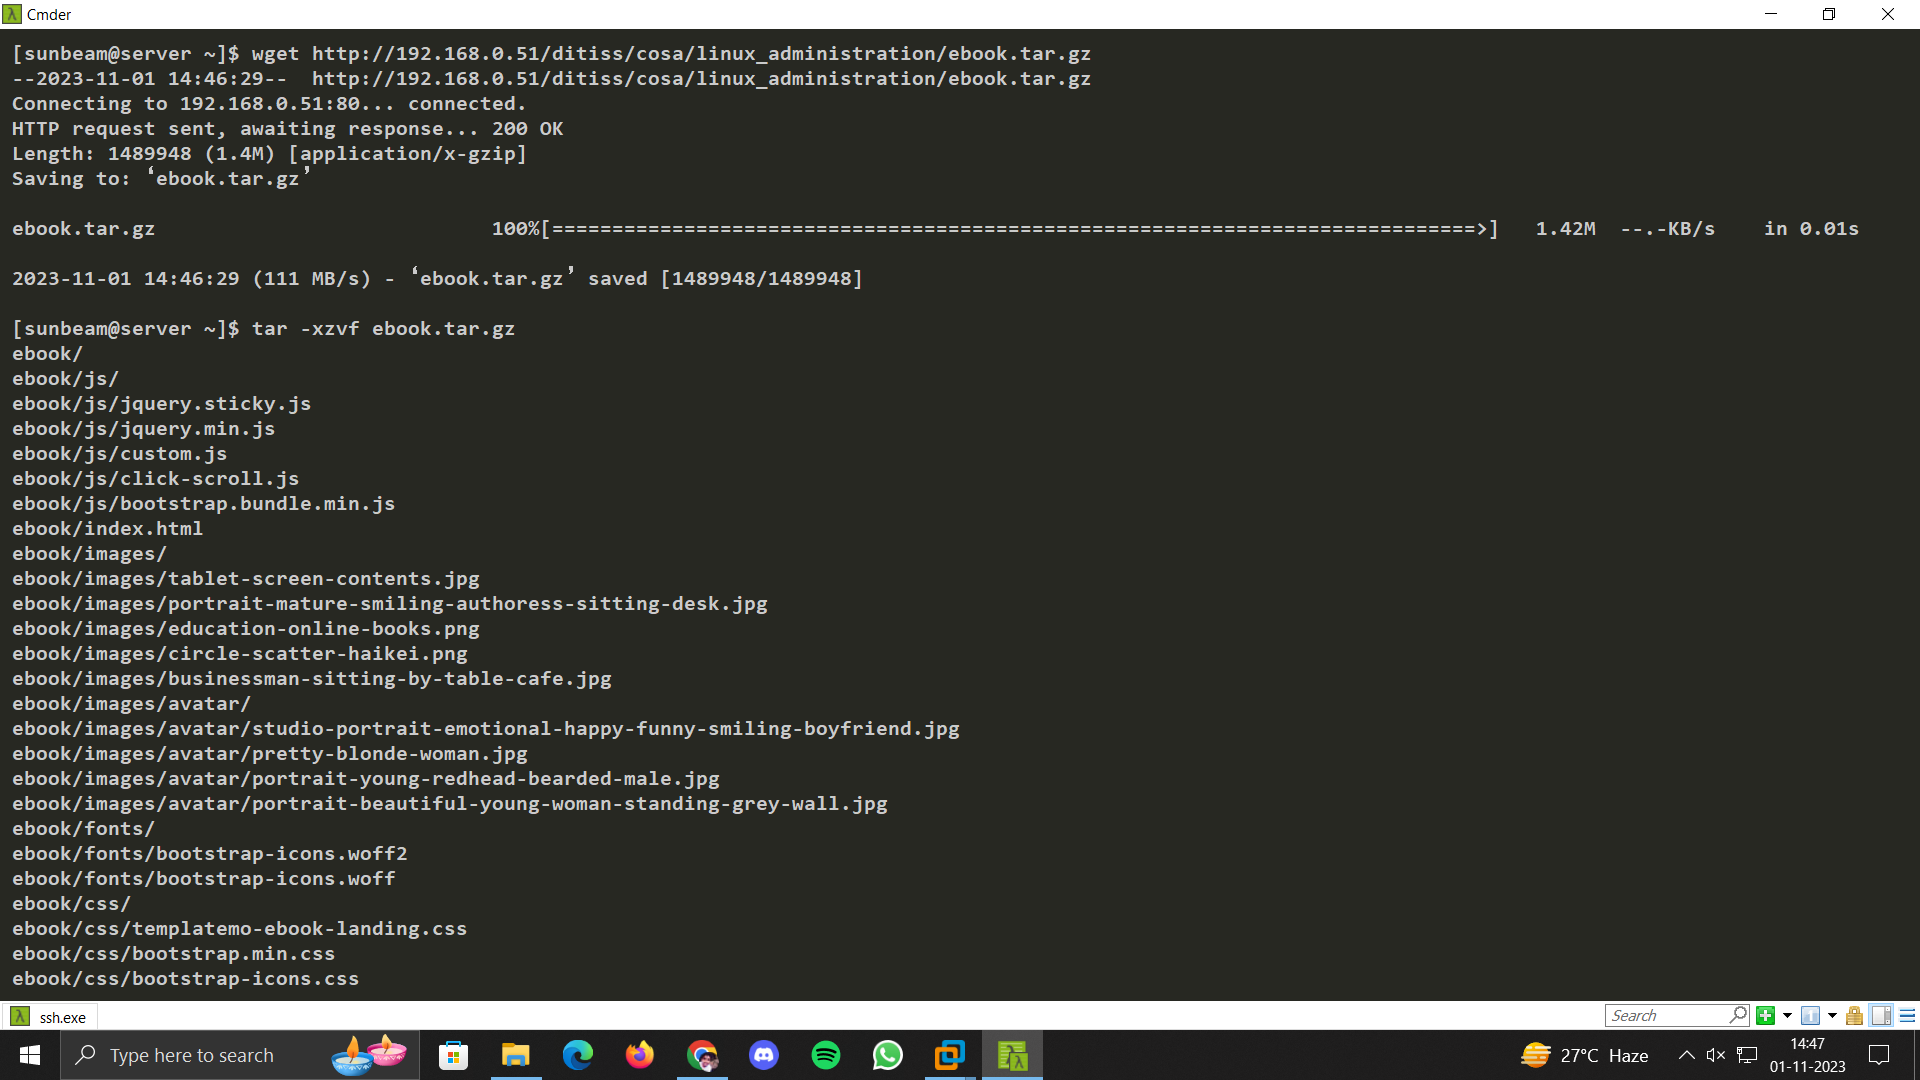 Cmder
[sunbeam@server ~]$ wget http://192.168.0.51/ditiss/cosa/linux_administration/ebook.tar.gz
--2023-11-01 14:46:29--  http://192.168.0.51/ditiss/cosa/linux_administration/ebook.tar.gz
Connecting to 192.168.0.51:80... connected.
HTTP request sent, awaiting response... 200 OK
Length: 1489948 (1.4M) [application/x-gzip]
Saving to: ‘ebook.tar.gz’
ebook.tar.gz 100%[=============================================================================>] 1.42M --.-KB/s in 0.01s
2023-11-01 14:46:29 (111 MB/s) - ‘ebook.tar.gz’ saved [1489948/1489948]
[sunbeam@server ~]$ tar -xzvf ebook.tar.gz
ebook/
ebook/js/
ebook/js/jquery.sticky.js
ebook/js/jquery.min.js
ebook/js/custom.js
ebook/js/click-scroll.js
ebook/js/bootstrap.bundle.min.js
ebook/index.html
ebook/images/
ebook/images/tablet-screen-contents.jpg
ebook/images/portrait-mature-smiling-authoress-sitting-desk.jpg
ebook/images/education-online-books.png
ebook/images/circle-scatter-haikei.png
ebook/images/businessman-sitting-by-table-cafe.jpg
ebook/images/avatar/
ebook/images/avatar/studio-portrait-emotional-happy-funny-smiling-boyfriend.jpg
ebook/images/avatar/pretty-blonde-woman.jpg
ebook/images/avatar/portrait-young-redhead-bearded-male.jpg
ebook/images/avatar/portrait-beautiful-young-woman-standing-grey-wall.jpg
ebook/fonts/
ebook/fonts/bootstrap-icons.woff2
ebook/fonts/bootstrap-icons.woff
ebook/css/
ebook/css/templatemo-ebook-landing.css
ebook/css/bootstrap.min.css
ebook/css/bootstrap-icons.css
ssh.exe
Search
Type here to search
27°C Haze
14:47
01-11-2023